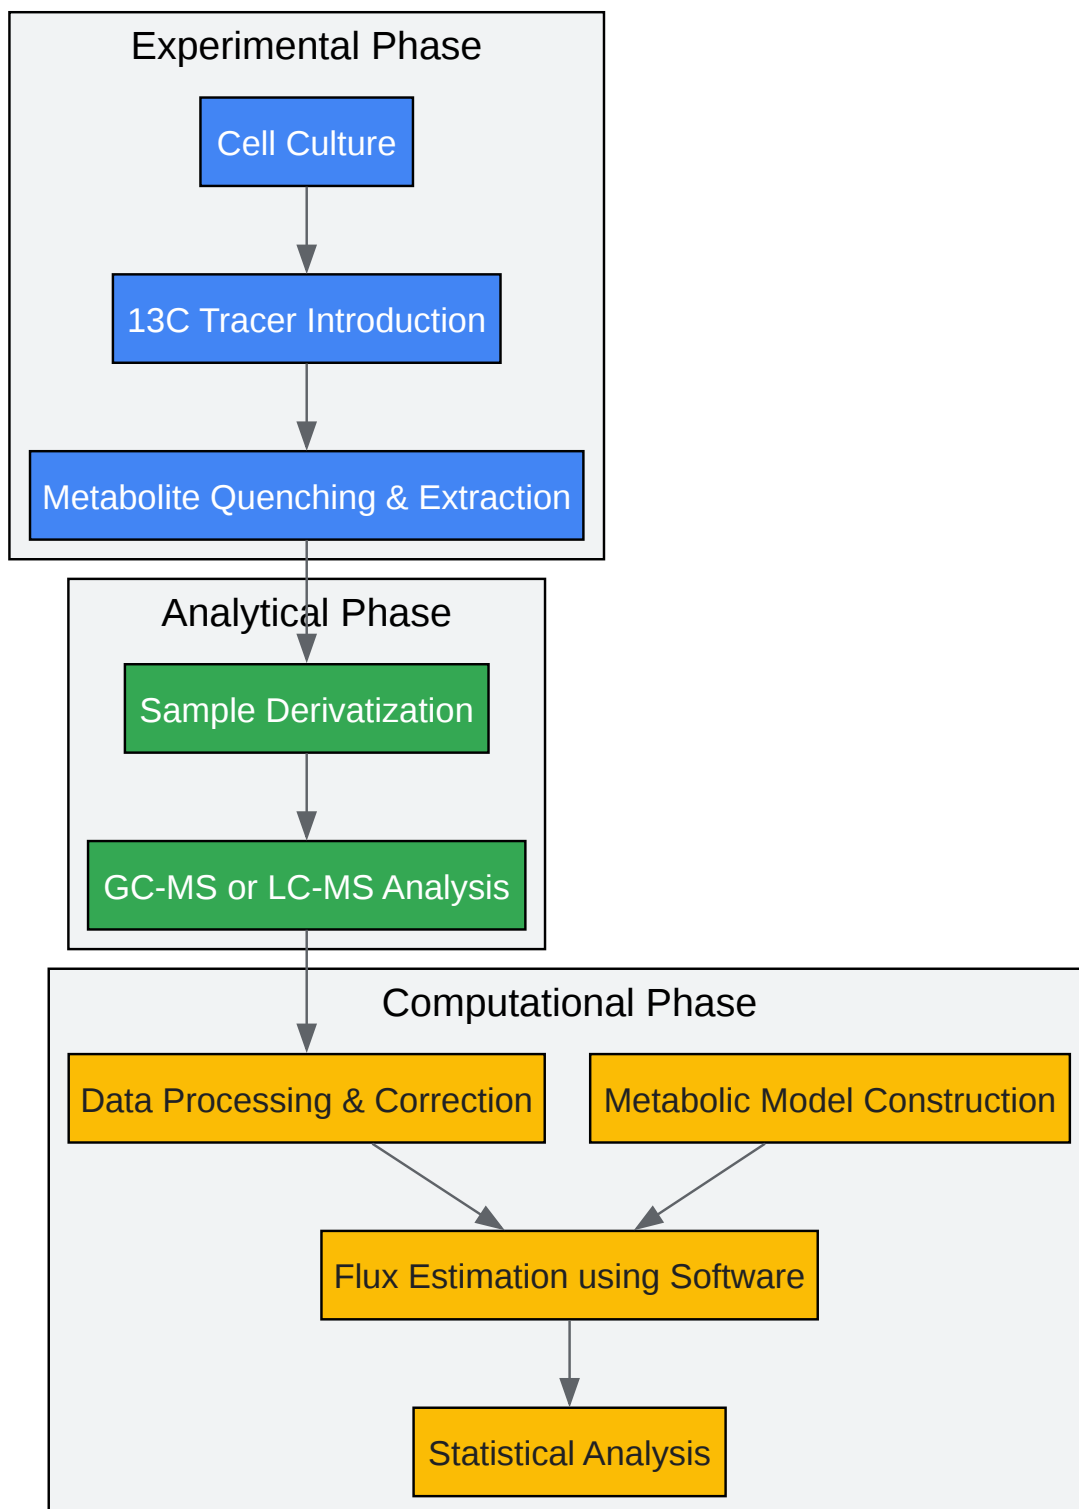 Experimental Phase
Cell Culture
13C Tracer Introduction
Metabolite Quenching & Extraction
Analytical Phase
Sample Derivatization
GC-MS or LC-MS Analysis
Computational Phase
Data Processing & Correction
Metabolic Model Construction
Flux Estimation using Software
Statistical Analysis